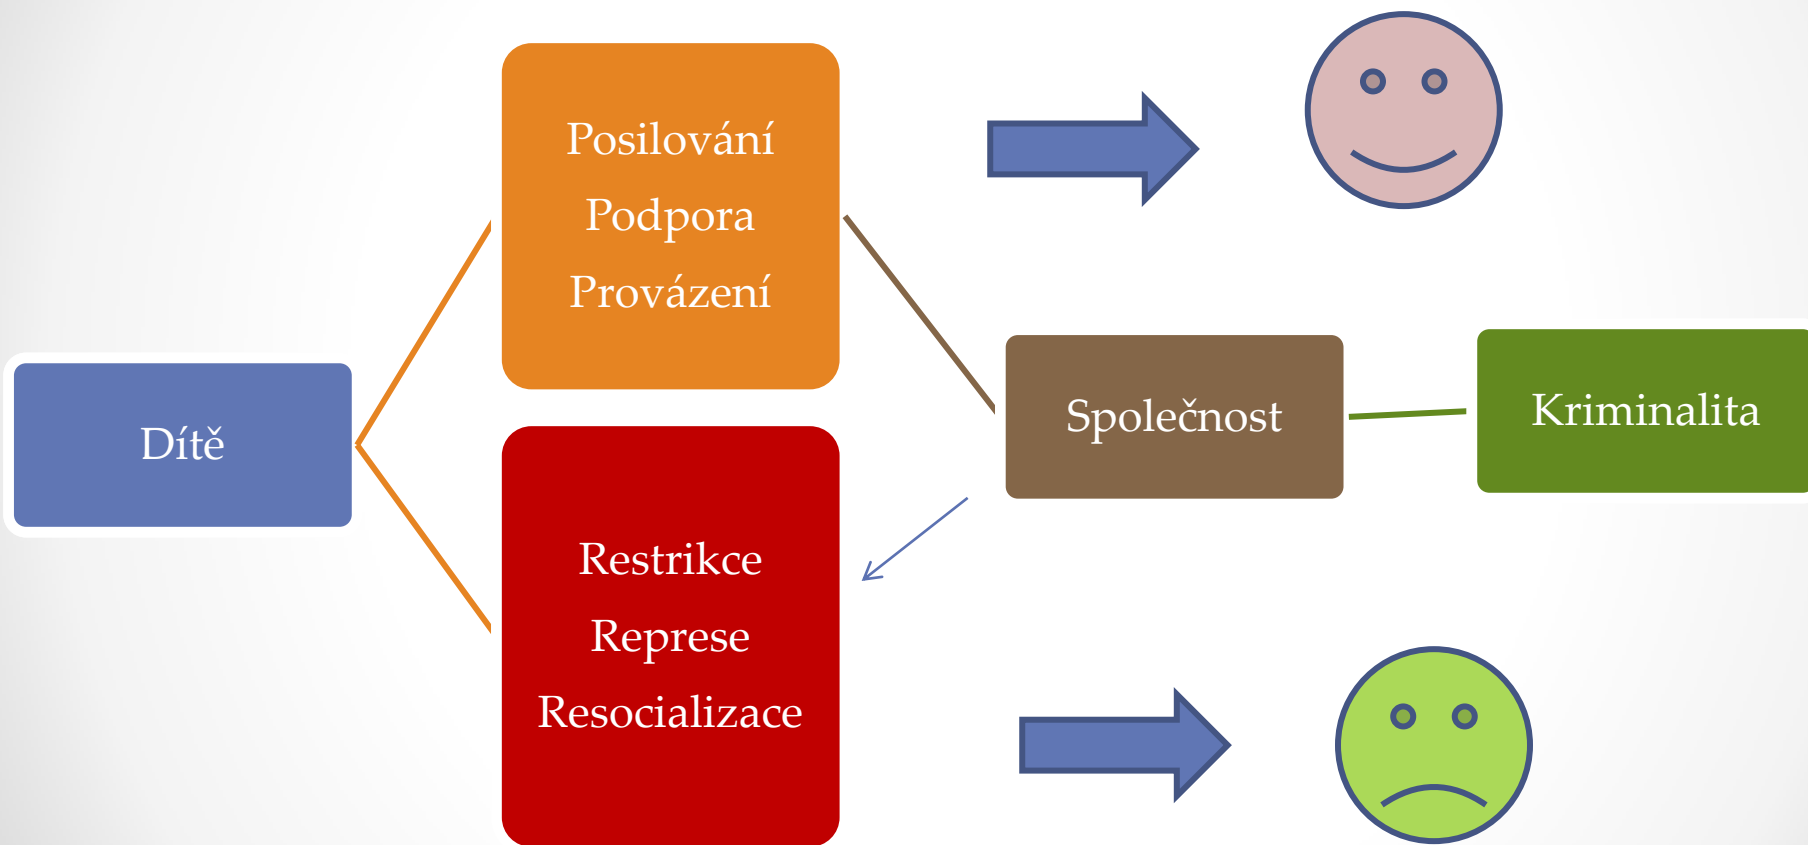 Dítě
Posilování
Podpora
Provázení
Restrikce
Represe
Resocializace
Společnost
Kriminalita